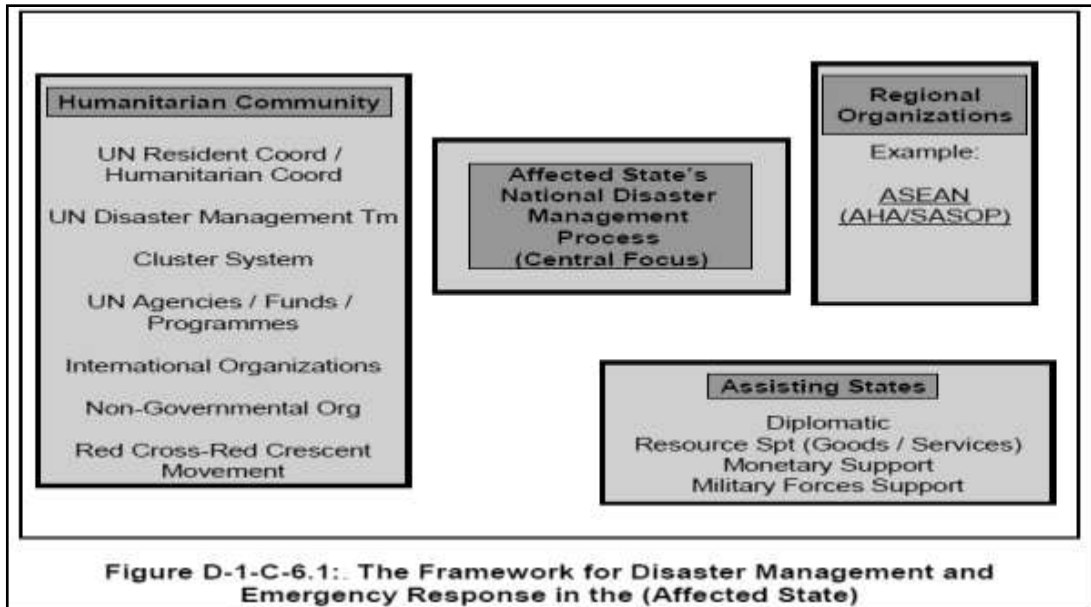 Humanitarian Community
UN Resident Coord /
Humanitarian Coord
UN Disaster Management Tm
Cluster System
UN Agencies / Funds /
Programmes
International Organizations
Non-Governmental Org
Red Cross-Red Crescent
Movement
Affected State's
National Disaster
Management
Process
(Central Focus)
Regional
Organizations
Example:
ASEAN
(AHA/SASOP)
Assisting States
Diplomatic
Resource Spt (Goods / Services)
Monetary Support
Military Forces Support
Figure D-1-C-6.1:. The Framework for Disaster Management and
Emergency Response in the (Affected State)